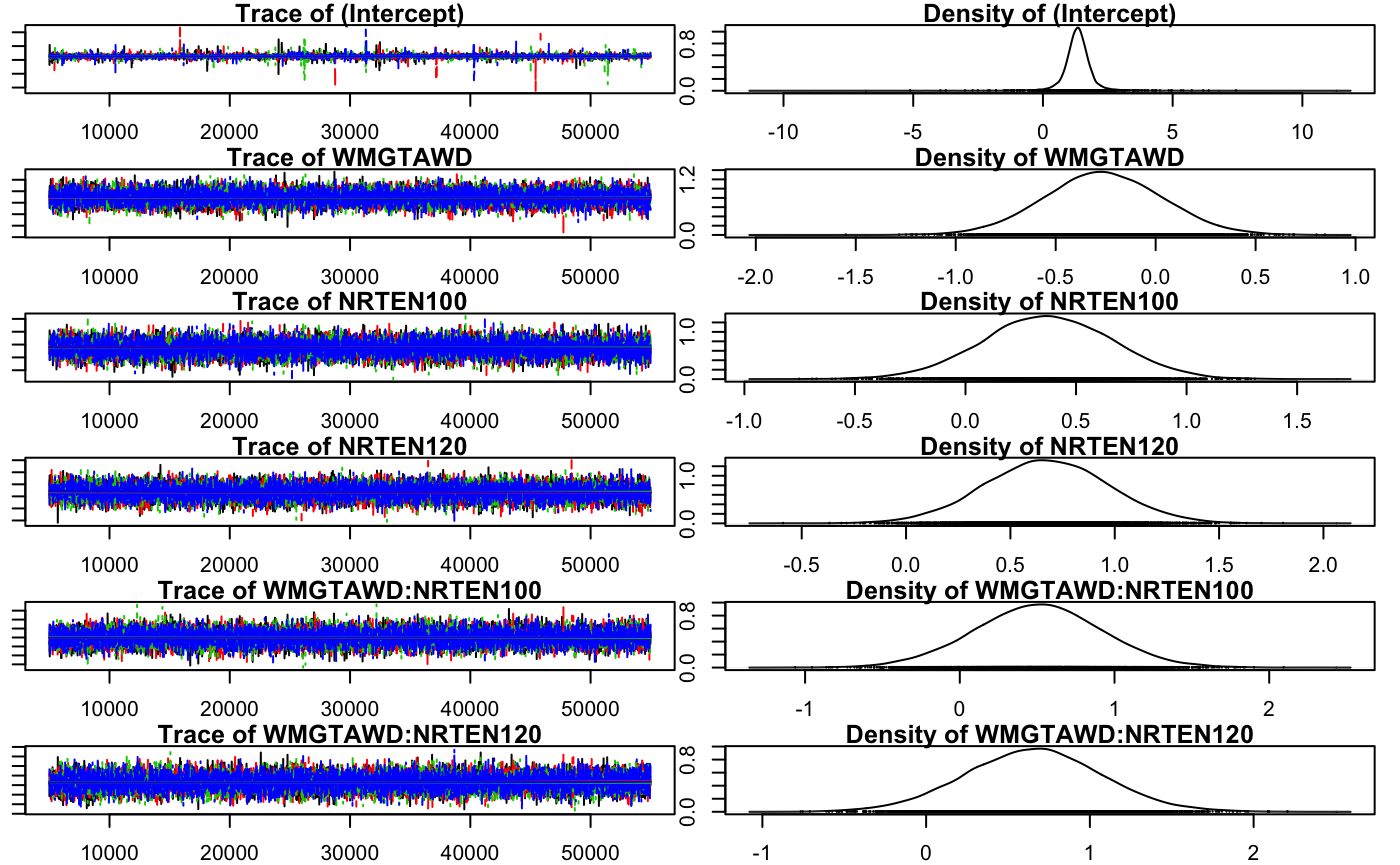 Trace of (Intercept)
10000 20000 30000 40000 50000
Density of (Intercept)
0.0 0.8
-10 -5 0 5 10
Trace of WMGTAWD
10000 20000 30000 40000 50000
Density of WMGTAWD
0.0 1.2
-2.0 -1.5 -1.0 -0.5 0.0 0.5 1.0
Trace of NRTEN100
10000 20000 30000 40000 50000
Density of NRTEN100
0.0 1.0
-1.0 -0.5 0.0 0.5 1.0 1.5
Trace of NRTEN120
10000 20000 30000 40000 50000
Density of NRTEN120
0.0 1.0
-0.5 0.0 0.5 1.0 1.5 2.0
Trace of WMGTAWD:NRTEN100
10000 20000 30000 40000 50000
Density of WMGTAWD:NRTEN100
0.0 0.8
-1 0 1 2
Trace of WMGTAWD:NRTEN120
10000 20000 30000 40000 50000
Density of WMGTAWD:NRTEN120
0.0 0.8
-1 0 1 2